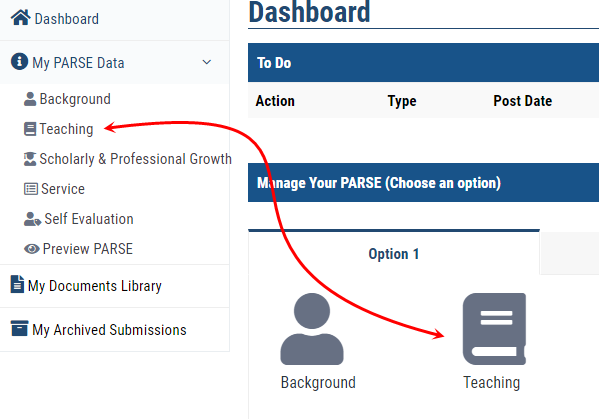 Dashboard
My PARSE Data
Background
Teaching
Scholarly & Professional Growth
Service
Self Evaluation
Preview PARSE
My Documents Library
My Archived Submissions
Dashboard
To Do
Action Type Post Date
Manage Your PARSE (Choose an option)
Option 1
Background Teaching